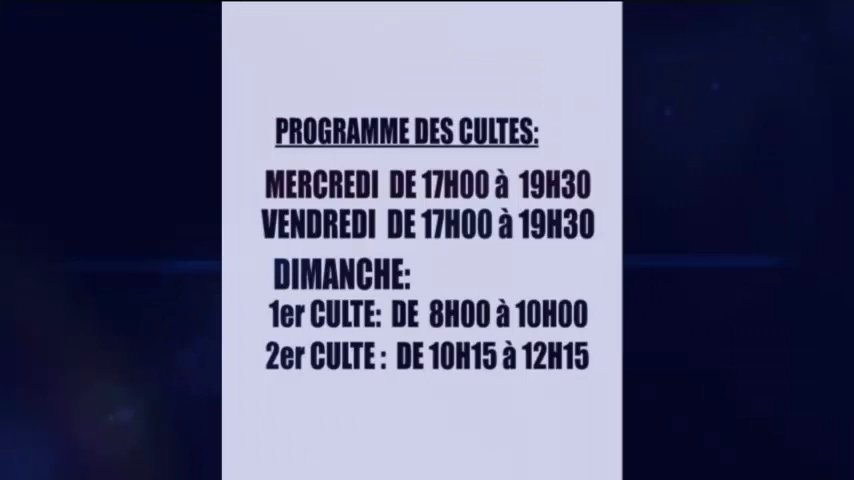 PROGRAMME DES CULTES:
MERCREDI DE 17H00 à 19H30
VENDREDI DE 17H00 à 19H30
DIMANCHE:
1er CULTE: DE 8H00 à 10H00
2er CULTE : DE 10H15 à 12H15